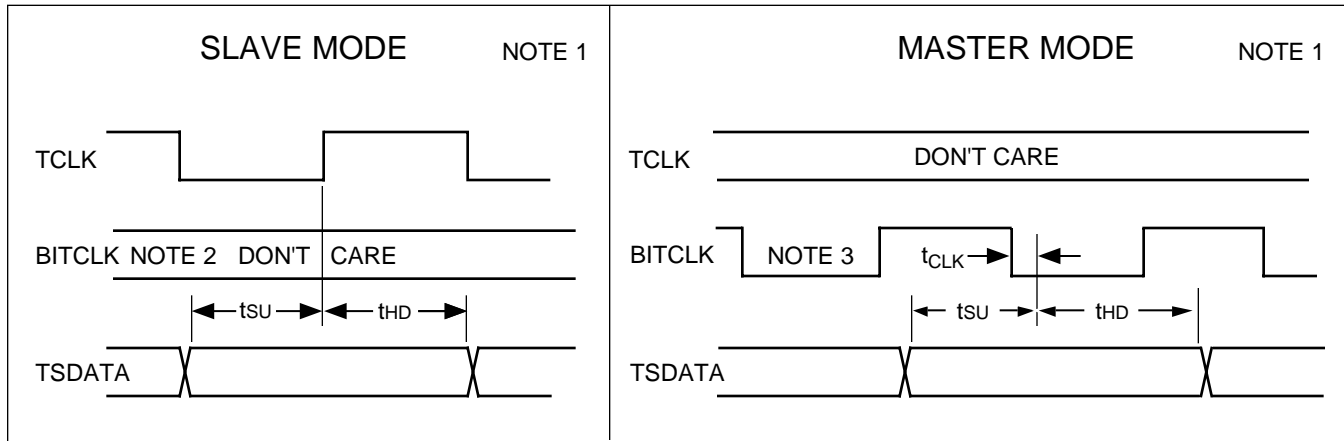 SLAVE MODE NOTE 1
TCLK
BITCLK NOTE 2 DON'T CARE
tSU tHD
TSDATA
MASTER MODE NOTE 1
TCLK DON'T CARE
BITCLK NOTE 3 tCLK
tSU tHD
TSDATA